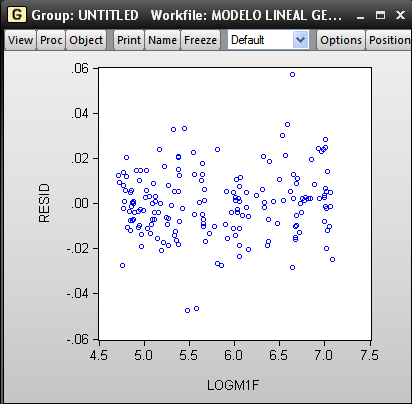 G Group: UNTITLED Workfile: MODELO LINEAL GE...
View Proc Object Print Name Freeze Default Options Position
.06
.04
.02
.00
-.02
-.04
-.06
RESID
4.5 5.0 5.5 6.0 6.5 7.0 7.5
LOGM1F